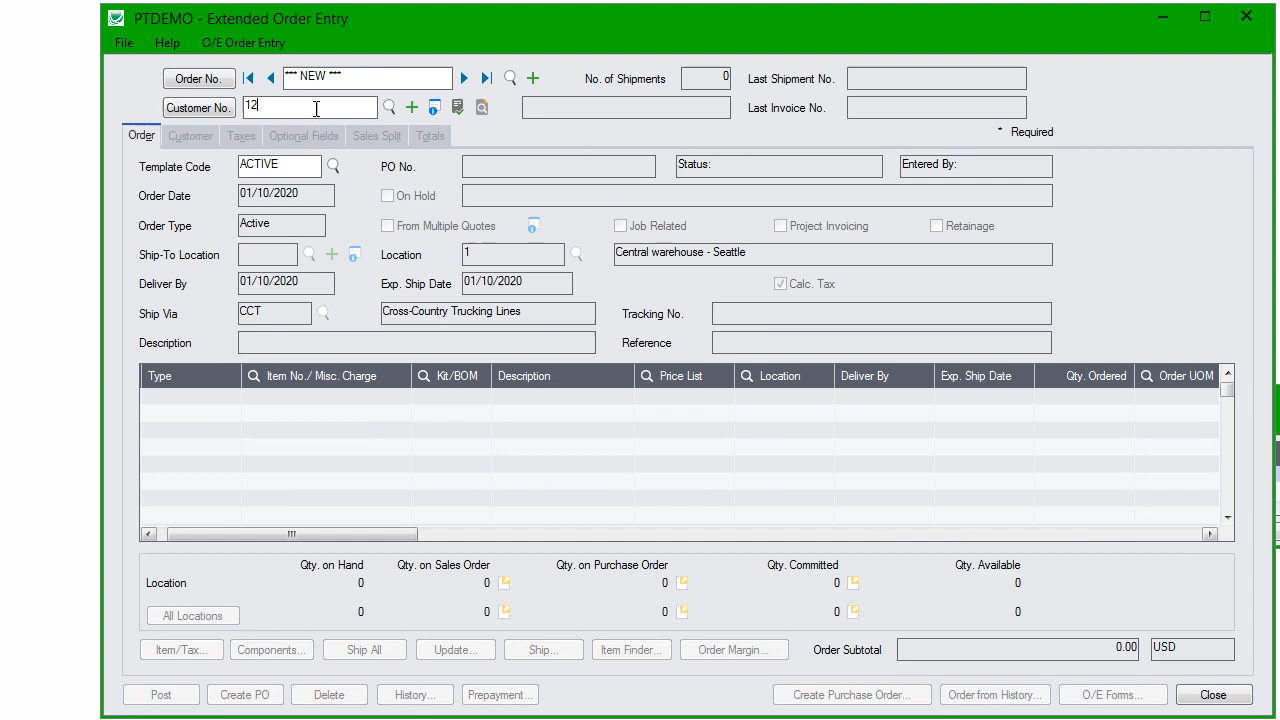 PTDEMO - Extended Order Entry
File Help O/E Order Entry
Order No. *** NEW *** No. of Shipments 0 Last Shipment No.
Customer No. 12 Last Invoice No.
Order Customer Taxes Optional Fields Sales Split Totals * Required
Template Code ACTIVE PO No. Status: Entered By:
Order Date 01/10/2020 On Hold
Order Type Active From Multiple Quotes Job Related Project Invoicing Retainage
Ship-To Location Location 1 Central warehouse - Seattle
Deliver By 01/10/2020 Exp. Ship Date 01/10/2020 Calc. Tax
Ship Via CCT Cross-Country Trucking Lines Tracking No.
Description Reference
Type Item No./ Misc. Charge Kit/BOM Description Price List Location Deliver By Exp. Ship Date Qty. Ordered Order UOM
Qty. on Hand Qty. on Sales Order Qty. on Purchase Order Qty. Committed Qty. Available
Location 0 0 0 0 0
All Locations 0 0 0 0 0
Item/Tax... Components... Ship All Update... Ship... Item Finder... Order Margin... Order Subtotal 0.00 USD
Post Create PO Delete History... Prepayment... Create Purchase Order... Order from History... O/E Forms... Close